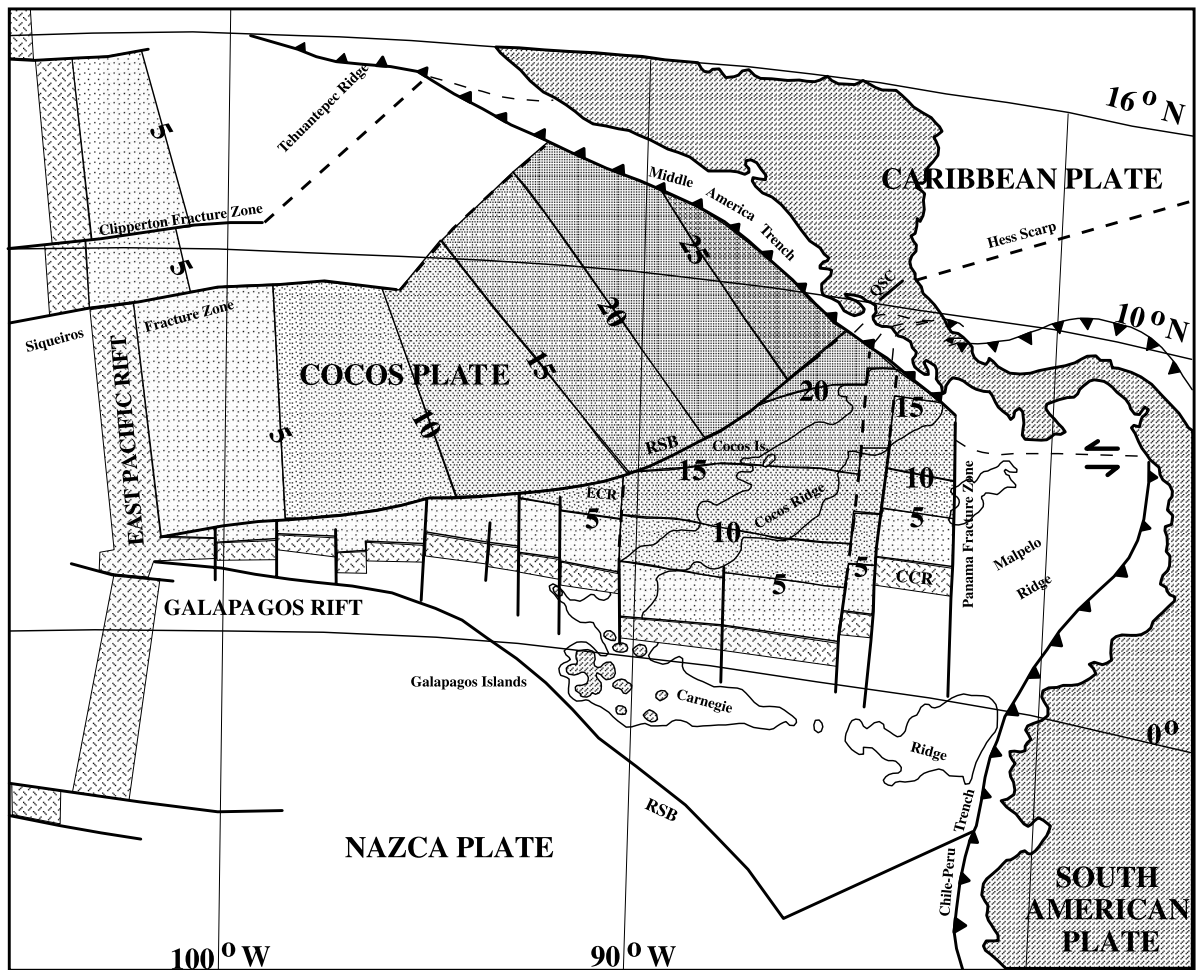 16 o N
Tehuantepec Ridge
5
Middle America Trench
CARIBBEAN PLATE
Clipperton Fracture Zone
Hess Scarp
25
5
QSC
Siqueiros Fracture Zone
20
10 o N
EAST PACIFIC RIFT
COCOS PLATE
15
20
15
5
10
RSB
Cocos Is.
15
10
ECR
5
Cocos Ridge
5
10
Panama Fracture Zone
Malpelo Ridge
5
5
CCR
GALAPAGOS RIFT
Galapagos Islands
Carnegie Ridge
0 o
RSB
Chile-Peru Trench
NAZCA PLATE
SOUTH
AMERICAN
PLATE
100 o W
90 o W